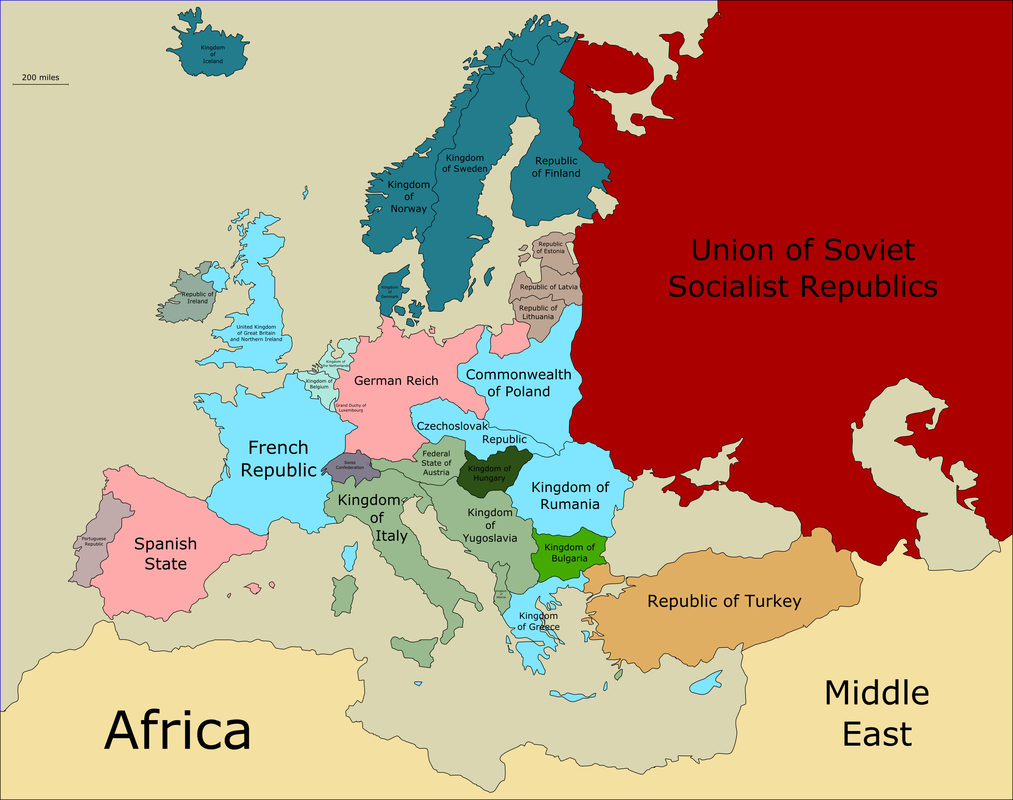 Kingdom
of
Iceland
200 miles
Kingdom
of Sweden
Republic
of Finland
Kingdom
of
Norway
Union of Soviet
Socialist Republics
Republic
of Estonia
Republic of Latvia
Republic of
Lithuania
Kingdom
of
Denmark
Republic of
Ireland
United Kingdom
of Great Britain
and Northern Ireland
Kingdom of
the Netherlands
Kingdom of
Belgium
German Reich
Commonwealth
of Poland
Grand Duchy of
Luxembourg
Czechoslovak
Republic
French
Republic
Swiss
Confederation
Federal
State of
Austria
Kingdom of
Hungary
Kingdom of
Rumania
Kingdom
of
Italy
Kingdom
of
Yugoslavia
Portuguese
Republic
Spanish
State
Kingdom of
Bulgaria
Republic of Turkey
Kingdom
of Greece
Africa
Middle
East